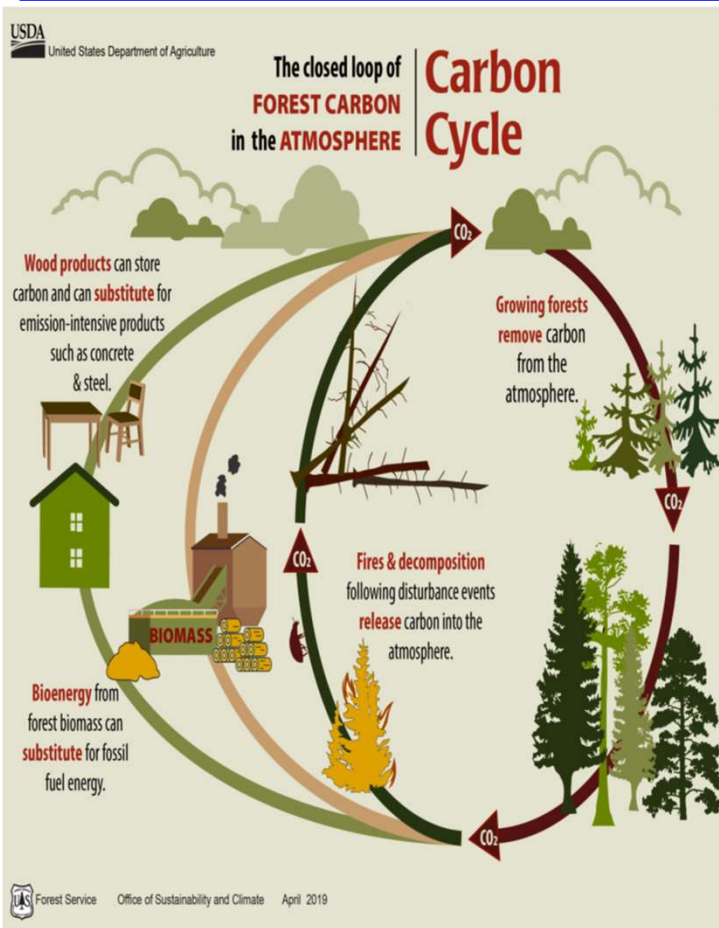 USDA
United States Department of Agriculture
The closed loop of
FOREST CARBON
in the ATMOSPHERE
Carbon
Cycle
CO₂
Wood products can store
carbon and can substitute for
emission-intensive products
such as concrete
& steel.
Growing forests
remove carbon
from the
atmosphere.
CO₂
CO₂
Fires & decomposition
following disturbance events
release carbon into the
atmosphere.
BIOMASS
Bioenergy from
forest biomass can
substitute for fossil
fuel energy.
CO₂
Forest Service Office of Sustainability and Climate April 2019